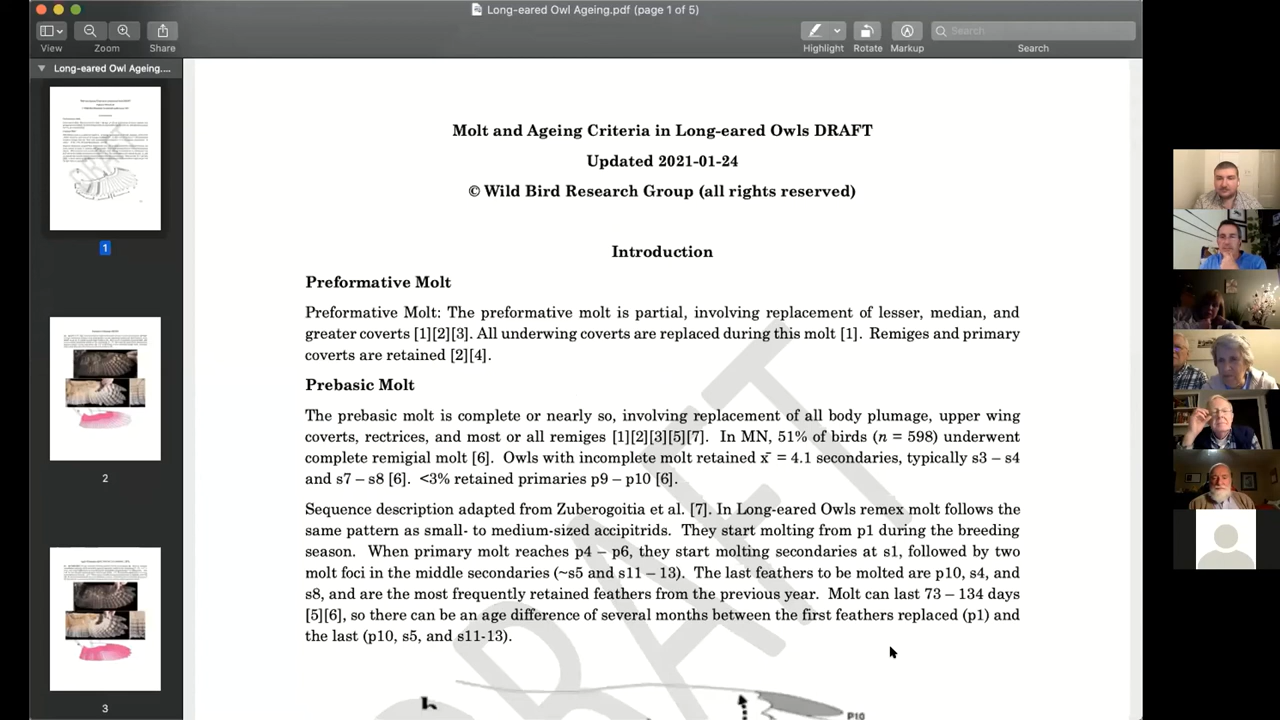 Long-eared Owl Ageing.pdf (page 1 of 5)
View
Zoom
Share
Highlight
Rotate
Markup
Search
Search
Long-eared Owl Ageing....
1
2
3
Molt and Ageing Criteria in Long-eared Owls DRAFT
Updated 2021-01-24
© Wild Bird Research Group (all rights reserved)
Introduction
Preformative Molt
Preformative Molt: The preformative molt is partial, involving replacement of lesser, median, and
greater coverts [1][2][3]. All underwing coverts are replaced during this molt [1]. Remiges and primary
coverts are retained [2][4].
Prebasic Molt
The prebasic molt is complete or nearly so, involving replacement of all body plumage, upper wing
coverts, rectrices, and most or all remiges [1][2][3][5][7]. In MN, 51% of birds (n = 598) underwent
complete remigial molt [6]. Owls with incomplete molt retained x̄ = 4.1 secondaries, typically s3 – s4
and s7 – s8 [6]. <3% retained primaries p9 – p10 [6].
Sequence description adapted from Zuberogoitia et al. [7]. In Long-eared Owls remex molt follows the
same pattern as small- to medium-sized accipitrids. They start molting from p1 during the breeding
season. When primary molt reaches p4 – p6, they start molting secondaries at s1, followed by two
molt foci in the middle secondaries (~s5 and s11 – 13). The last feathers to be molted are p10, s4, and
s8, and are the most frequently retained feathers from the previous year. Molt can last 73 – 134 days
[5][6], so there can be an age difference of several months between the first feathers replaced (p1) and
the last (p10, s5, and s11-13).
DRAFT
P10